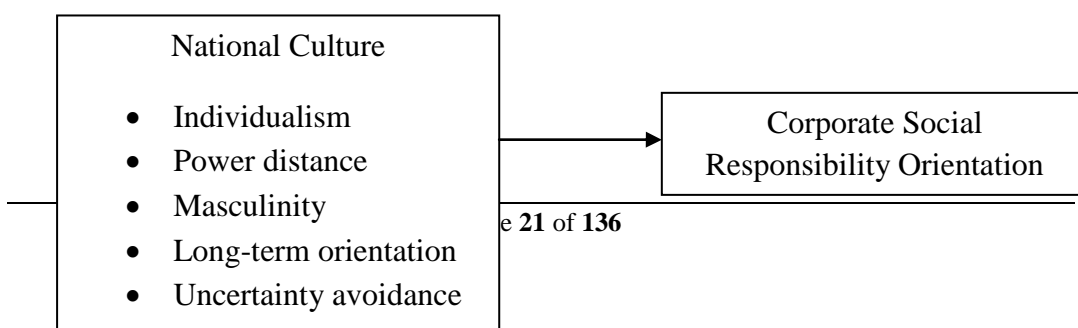 National Culture
• Individualism
• Power distance
• Masculinity
• Long-term orientation
• Uncertainty avoidance
Corporate Social
Responsibility Orientation
e 21 of 136